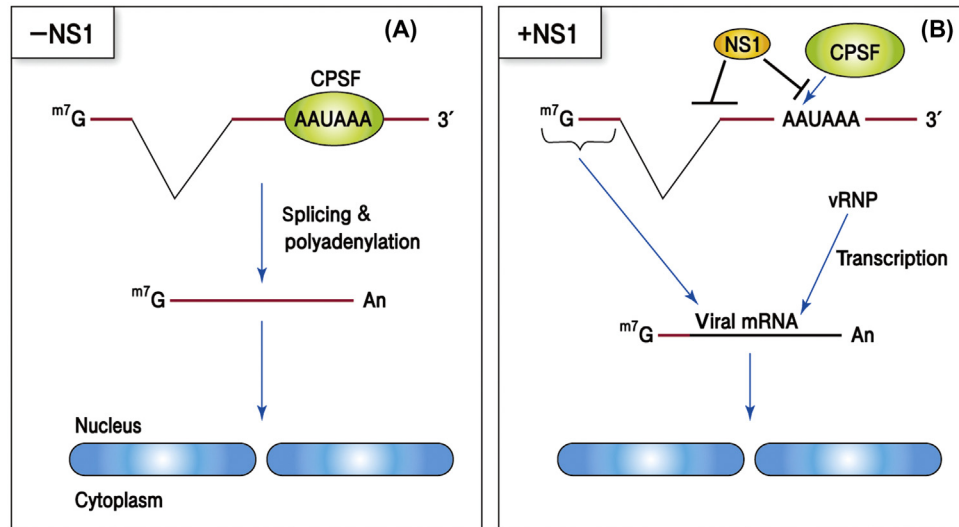 −NS1
(A)
CPSF
m7G
AAUAAA
3′
Splicing &
polyadenylation
m7G
An
Nucleus
Cytoplasm
+NS1
(B)
NS1
CPSF
m7G
AAUAAA
3′
vRNP
Transcription
Viral mRNA
m7G
An